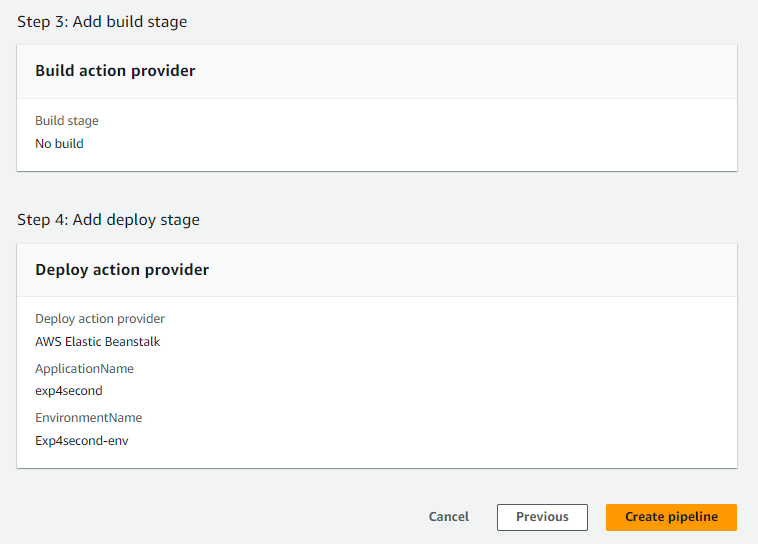 Step 3: Add build stage
Build action provider
Build stage
No build
Step 4: Add deploy stage
Deploy action provider
Deploy action provider
AWS Elastic Beanstalk
ApplicationName
exp4second
EnvironmentName
Exp4second-env
Cancel Previous Create pipeline